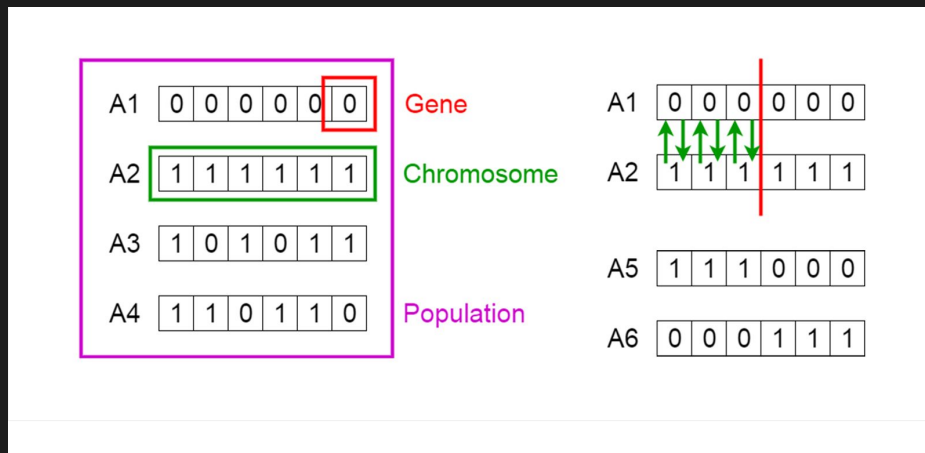 A1 0 0 0 0 0 0 Gene
A2 1 1 1 1 1 1 Chromosome
A3 1 0 1 0 1 1
A4 1 1 0 1 1 0 Population
A1 0 0 0 0 0 0
A2 1 1 1 1 1 1
A5 1 1 1 0 0 0
A6 0 0 0 1 1 1